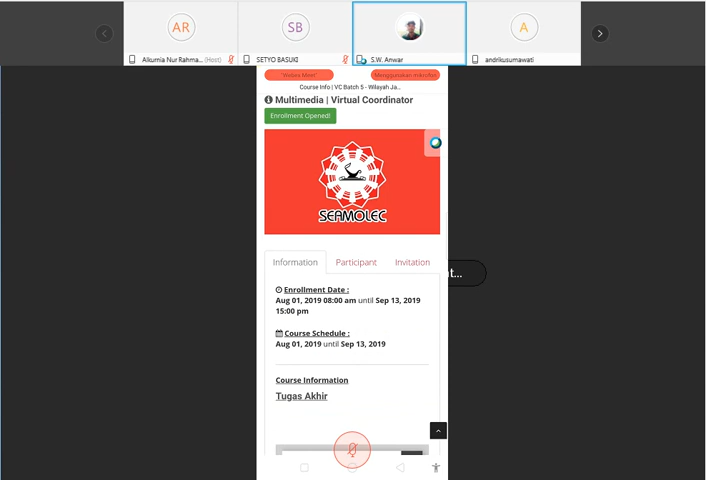 AR
SB
A
Alkumia Nur Rahma... (Host)
SETYO BASUKI
S.W. Anwar
andrikusumawati
"Webex Meet"
Menggunakan mikrofon
Course Info | VC Batch 5 - Wilayah Ja...
Multimedia | Virtual Coordinator
Enrollment Opened!
SEAMOLEC
Information
Participant
Invitation
t...
Enrollment Date :
Aug 01, 2019 08:00 am until Sep 13, 2019
15:00 pm
Course Schedule :
Aug 01, 2019 until Sep 13, 2019
Course Information
Tugas Akhir